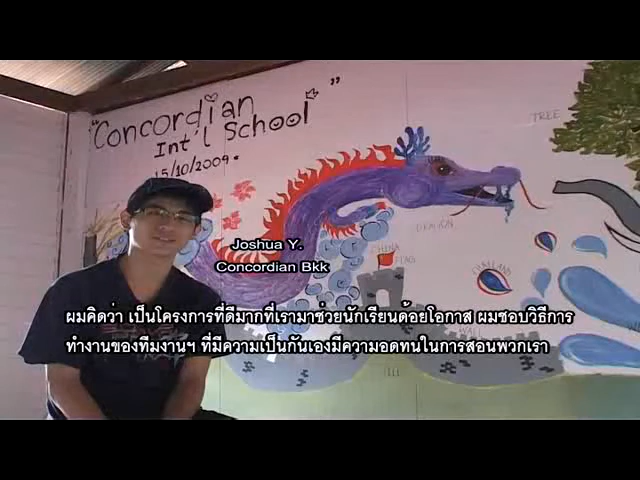 "Concordian
Int'l School"
15/10/2009.
TREE
DRAGON
CHINA
FLAG
THAILAND
WALL
Joshua Y.
Concordian Bkk
ผมคิดว่า เป็นโครงการที่ดีมากที่เรามาช่วยนักเรียนด้อยโอกาส ผมชอบวิธีการ
ทำงานของทีมงานฯ ที่มีความเป็นกันเองมีความอดทนในการสอนพวกเรา